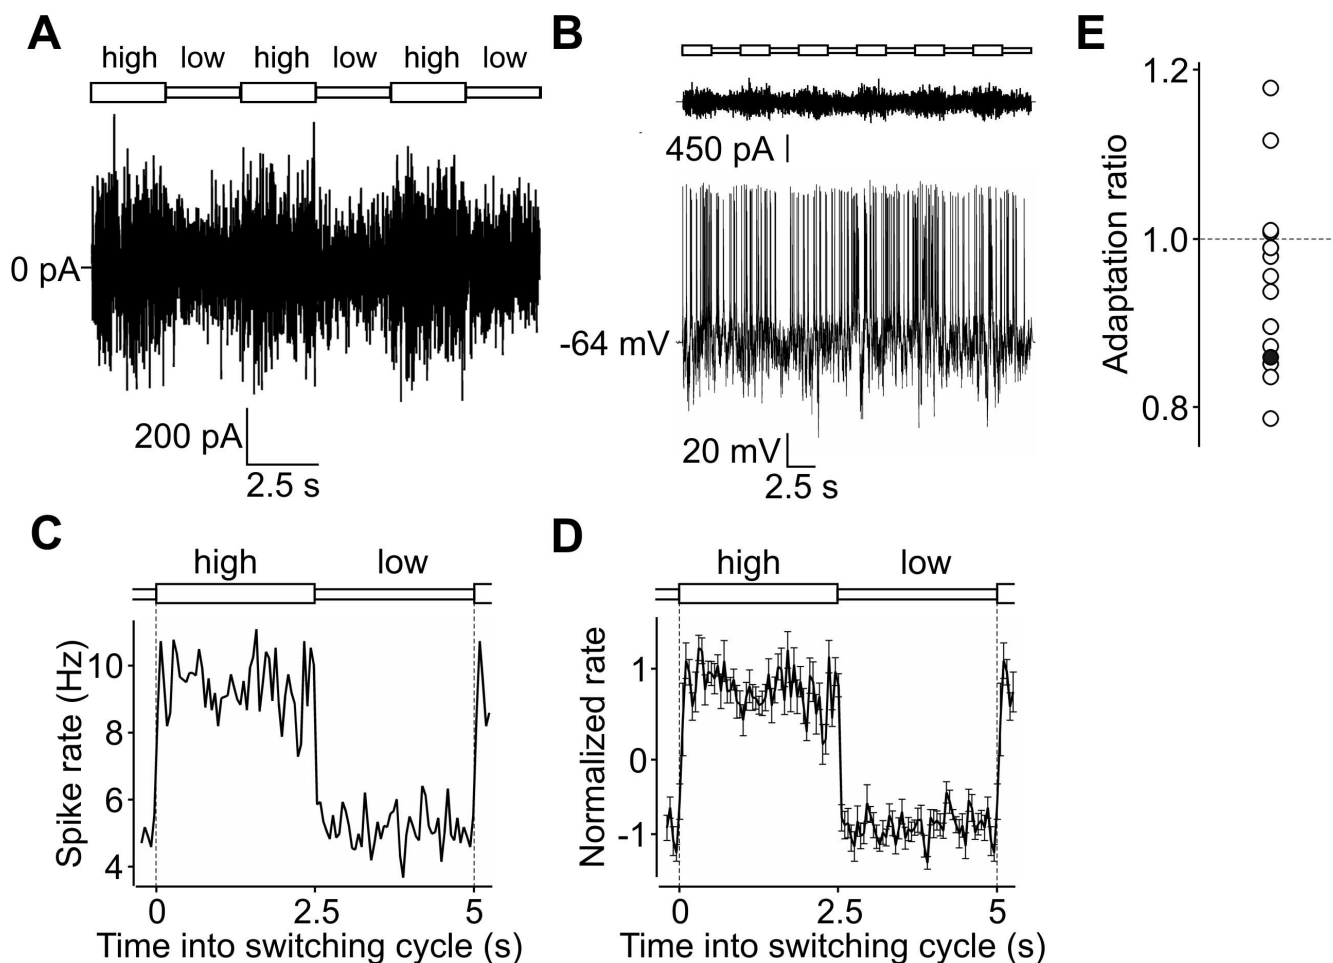 A
high low high low high low
0 pA
200 pA
2.5 s
B
450 pA
-64 mV
20 mV
2.5 s
E
1.2
1.0
0.8
Adaptation ratio
C
high low
10
8
6
4
Spike rate (Hz)
0 2.5 5
Time into switching cycle (s)
D
high low
1
0
-1
Normalized rate
0 2.5 5
Time into switching cycle (s)